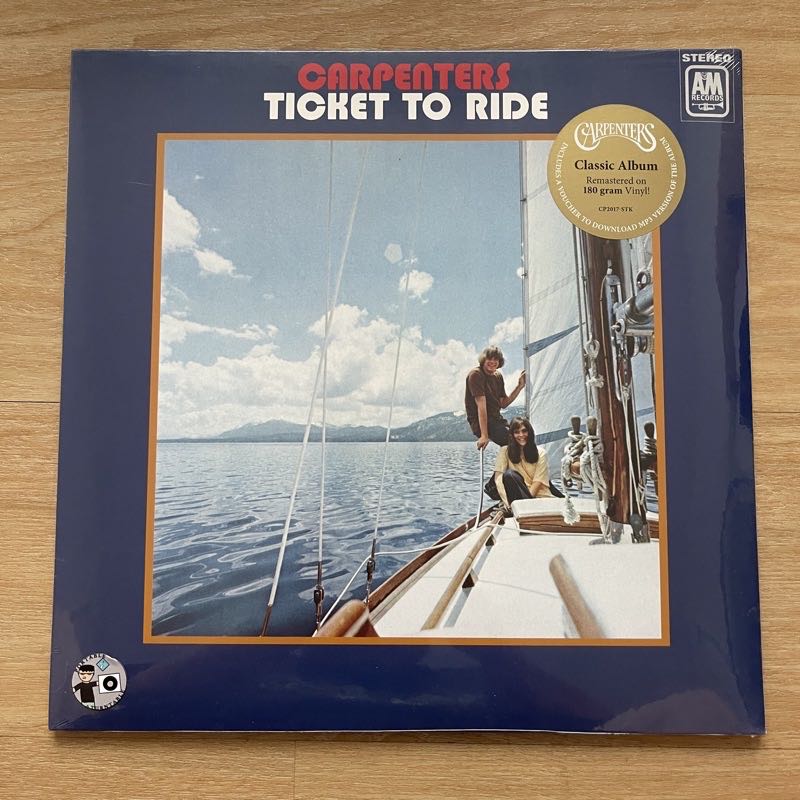 CARPENTERS
TICKET TO RIDE
STEREO
AM
RECORDS
CARPENTERS
Classic Album
Remastered on
180 gram Vinyl!
CP2017-STK
INCLUDES A VOUCHER TO DOWNLOAD MP3 VERSION OF THE ALBUM